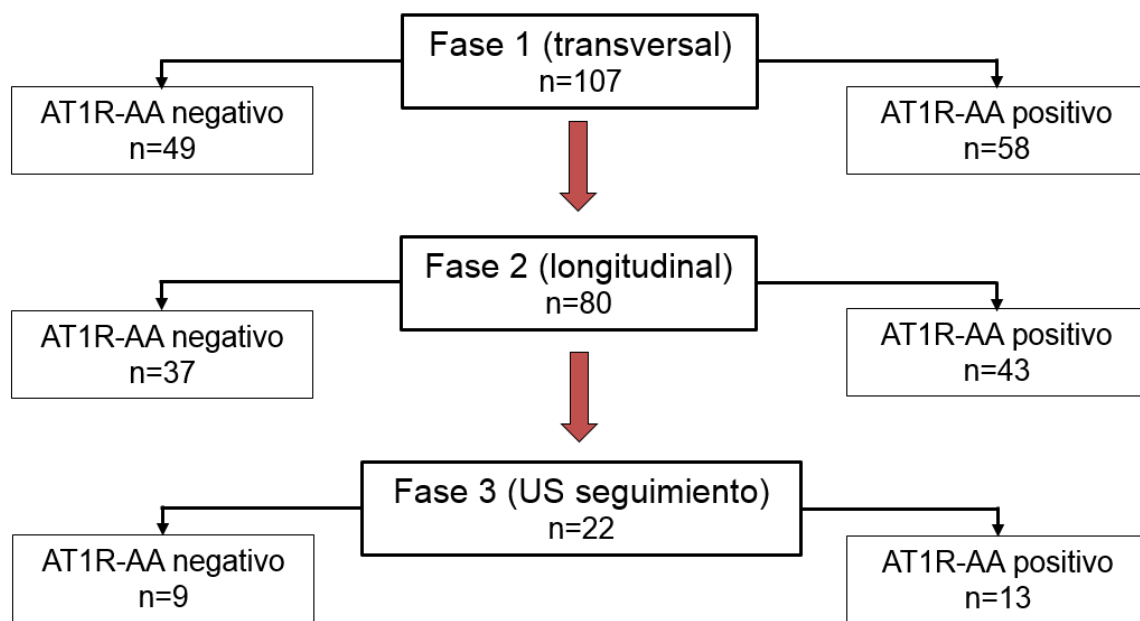 Fase 1 (transversal)
n=107
AT1R-AA negativo
n=49
AT1R-AA positivo
n=58
Fase 2 (longitudinal)
n=80
AT1R-AA negativo
n=37
AT1R-AA positivo
n=43
Fase 3 (US seguimiento)
n=22
AT1R-AA negativo
n=9
AT1R-AA positivo
n=13